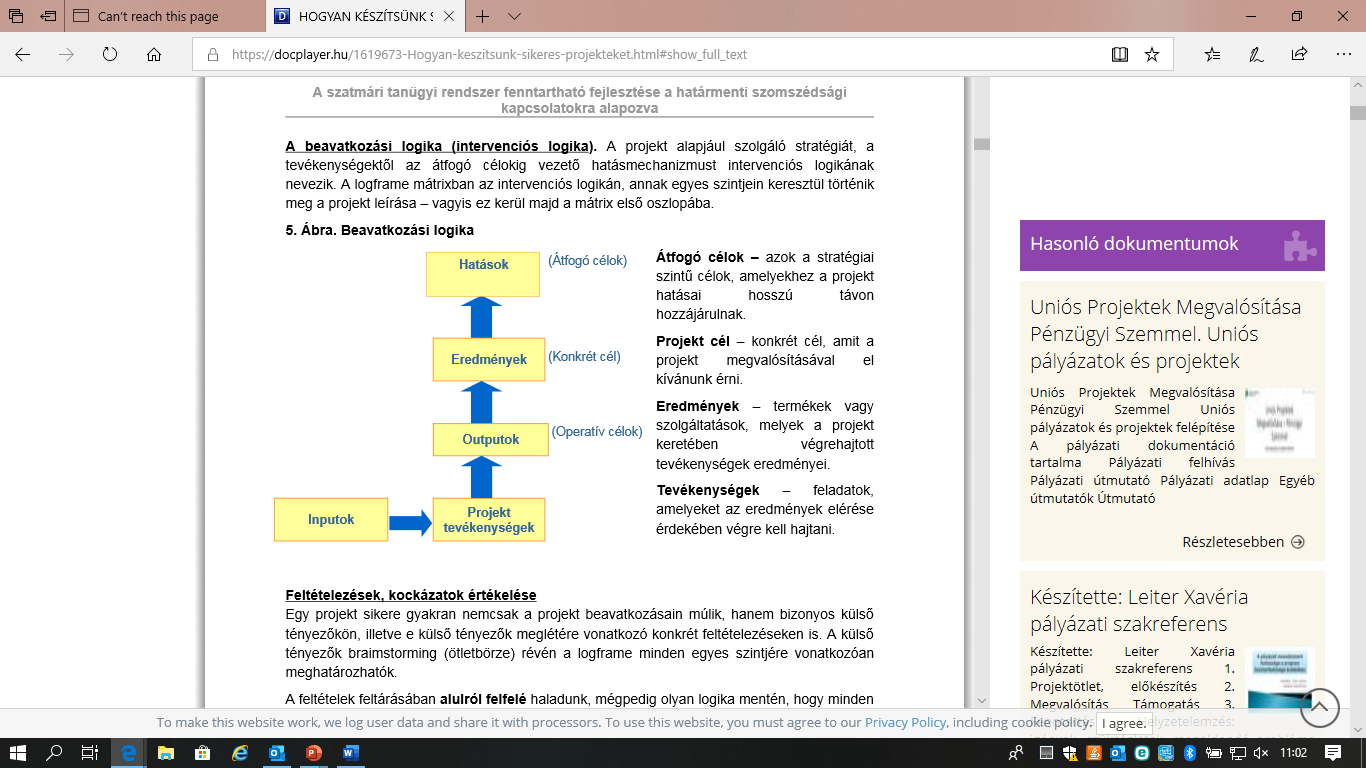 Can't reach this page
HOGYAN KÉSZÍTSÜNK S
https://docplayer.hu/1619673-Hogyan-keszitsunk-sikeres-projekteket.html#show_full_text
A szatmári tanügyi rendszer fenntartható fejlesztése a határmenti szomszédsági
kapcsolatokra alapozva
A beavatkozási logika (intervenciós logika). A projekt alapjául szolgáló stratégiát, a
tevékenységektől az átfogó célokig vezető hatásmechanizmust intervenciós logikának
nevezik. A logframe mátrixban az intervenciós logikán, annak egyes szintjein keresztül történik
meg a projekt leírása – vagyis ez kerül majd a mátrix első oszlopába.
5. Ábra. Beavatkozási logika
Hatások
(Átfogó célok)
Eredmények
(Konkrét cél)
Outputok
(Operatív célok)
Inputok
Projekt
tevékenységek
Átfogó célok – azok a stratégiai
szintű célok, amelyekhez a projekt
hatásai hosszú távon
hozzájárulnak.
Projekt cél – konkrét cél, amit a
projekt megvalósításával el
kívánunk érni.
Eredmények – termékek vagy
szolgáltatások, melyek a projekt
keretében végrehajtott
tevékenységek eredményei.
Tevékenységek – feladatok,
amelyeket az eredmények elérése
érdekében végre kell hajtani.
Feltételezések, kockázatok értékelése
Egy projekt sikere gyakran nemcsak a projekt beavatkozásain múlik, hanem bizonyos külső
tényezőkön, illetve e külső tényezők meglétére vonatkozó konkrét feltételezéseken is. A külső
tényezők braimstorming (ötletbörze) révén a logframe minden egyes szintjére vonatkozóan
meghatározhatók.
A feltételek feltárásában alulról felfelé haladunk, mégpedig olyan logika mentén, hogy minden
Hasonló dokumentumok
Uniós Projektek Megvalósítása
Pénzügyi Szemmel. Uniós
pályázatok és projektek
Uniós Projektek Megvalósítása
Pénzügyi Szemmel Uniós
pályázatok és projektek felépítése
A pályázati dokumentáció
tartalma Pályázati felhívás
Pályázati útmutató Pályázati adatlap Egyéb
útmutatók Útmutató
Részletesebben
Készítette: Leiter Xavéria
pályázati szakreferens
Készítette: Leiter Xavéria
pályázati szakreferens 1.
Projektötlet, előkészítés 2.
Megvalósítás Támogatás 3.
To make this website work, we log user data and share it with processors. To use this website, you must agree to our Privacy Policy, including cookie policy. I agree.
11:02